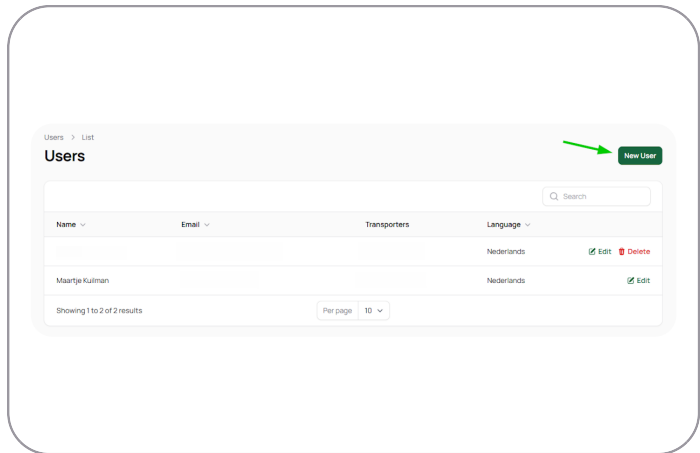 Users > List
Users
New User
Search
Name Email Transporters Language
Nederlands Edit Delete
Maartje Kuilman Nederlands Edit
Showing 1 to 2 of 2 results Per page 10